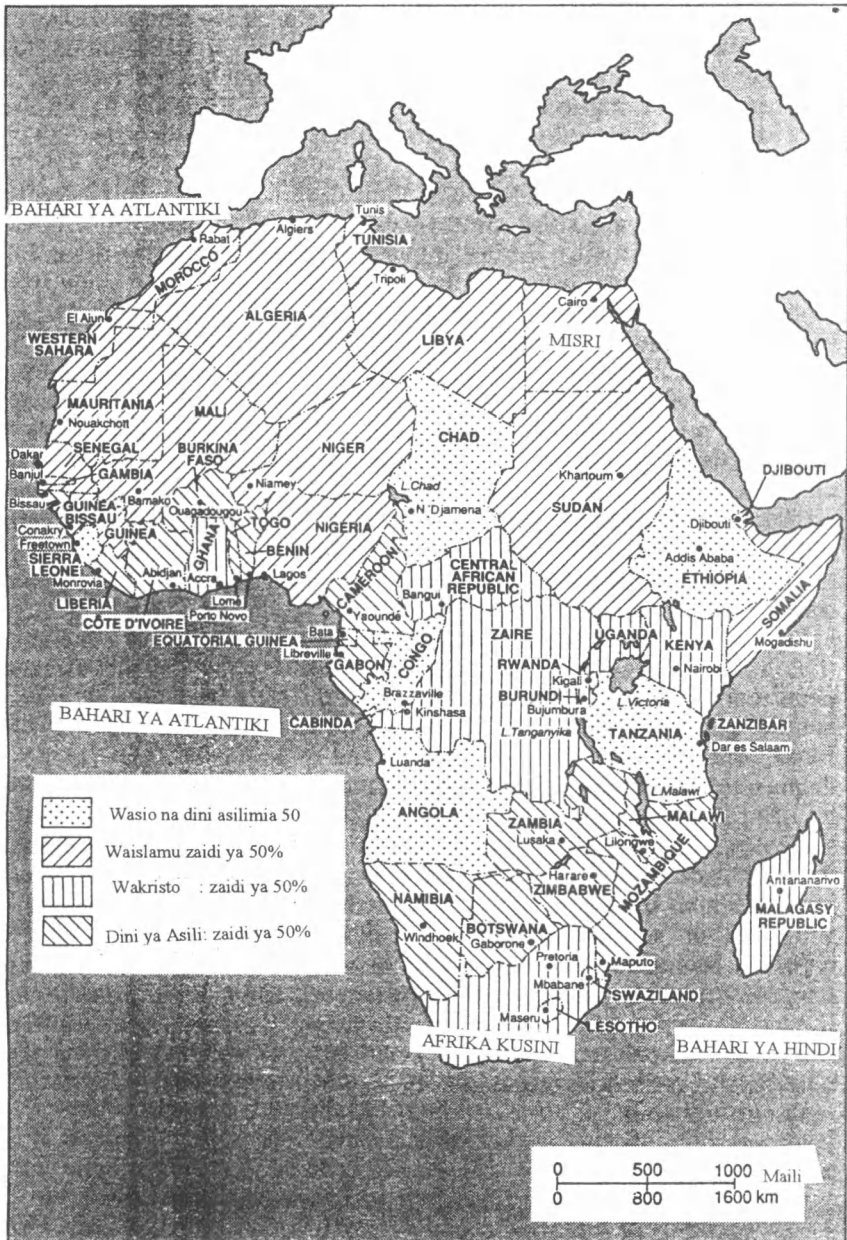 BAHARI YA ATLANTIKI
Tunis
Algiers
TUNISIA
Rabat
MOROCCO
Tripoli
Cairo
ALGERIA
El Aiun
LIBYA
MISRI
WESTERN
SAHARA
MAURITANIA
Nouakchott
MALI
CHAD
NIGER
SENEGAL
BURKINA
FASO
Dakar
Banjul
GAMBIA
Niamey
L.Chad
Khartoum
DJIBOUTI
Bissau
GUINEA
BISSAU
Bamako
Ouagadougou
N'Djamena
SUDAN
Djibouti
TOGO
NIGERIA
Conakry
GUINEA
GHANA
BENIN
Addis Ababa
Freetown
SIERRA
LEONE
CENTRAL
AFRICAN
REPUBLIC
ETHIOPIA
Monrovia
Abidjan
Accra
Lagos
CAMEROON
SOMALIA
LIBERIA
Lome
Bangui
Porto Novo
CÔTE D'IVOIRE
Yaoundé
ZAIRE
UGANDA
KENYA
Mogadishu
EQUATORIAL GUINEA
Bata
CONGO
RWANDA
Libreville
GABON
Kigali
Nairobi
Brazzaville
BURUNDI
L.Victoria
BAHARI YA ATLANTIKI
CABINDA
Kinshasa
Bujumbura
TANZANIA
ZANZIBAR
L.Tanganyika
Dar es Salaam
Luanda
L.Malawi
ANGOLA
MALAWI
ZAMBIA
Lusaka
Lilongwe
Harare
ZIMBABWE
MOZAMBIQUE
Antananarivo
NAMIBIA
MALAGASY
REPUBLIC
BOTSWANA
Windhoek
Gaborone
Pretoria
Maputo
Mbabane
SWAZILAND
Maseru
LESOTHO
AFRIKA KUSINI
BAHARI YA HINDI
Wasio na dini asilimia 50
Waislamu zaidi ya 50%
Wakristo : zaidi ya 50%
Dini ya Asili: zaidi ya 50%
0 500 1000 Maili
0 800 1600 km